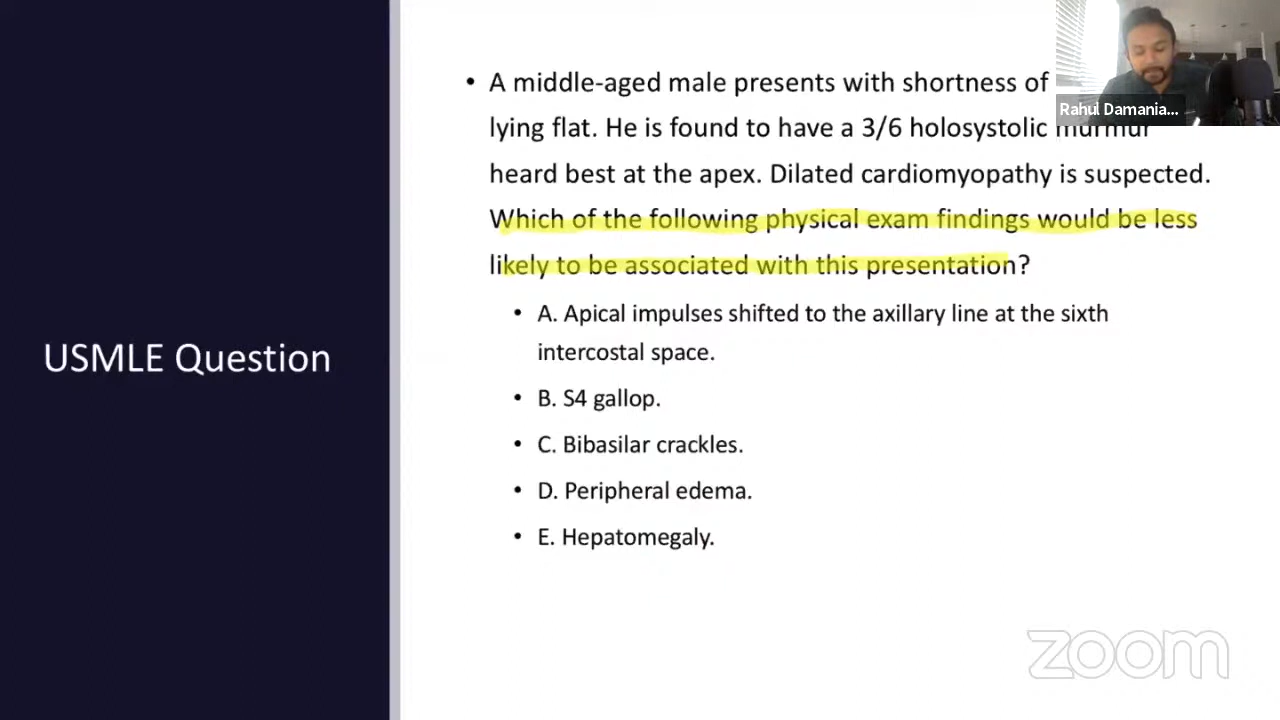 USMLE Question
• A middle-aged male presents with shortness of
lying flat. He is found to have a 3/6 holosystolic murmur
heard best at the apex. Dilated cardiomyopathy is suspected.
Which of the following physical exam findings would be less
likely to be associated with this presentation?
• A. Apical impulses shifted to the axillary line at the sixth
intercostal space.
• B. S4 gallop.
• C. Bibasilar crackles.
• D. Peripheral edema.
• E. Hepatomegaly.
Rahul Damania...
zoom